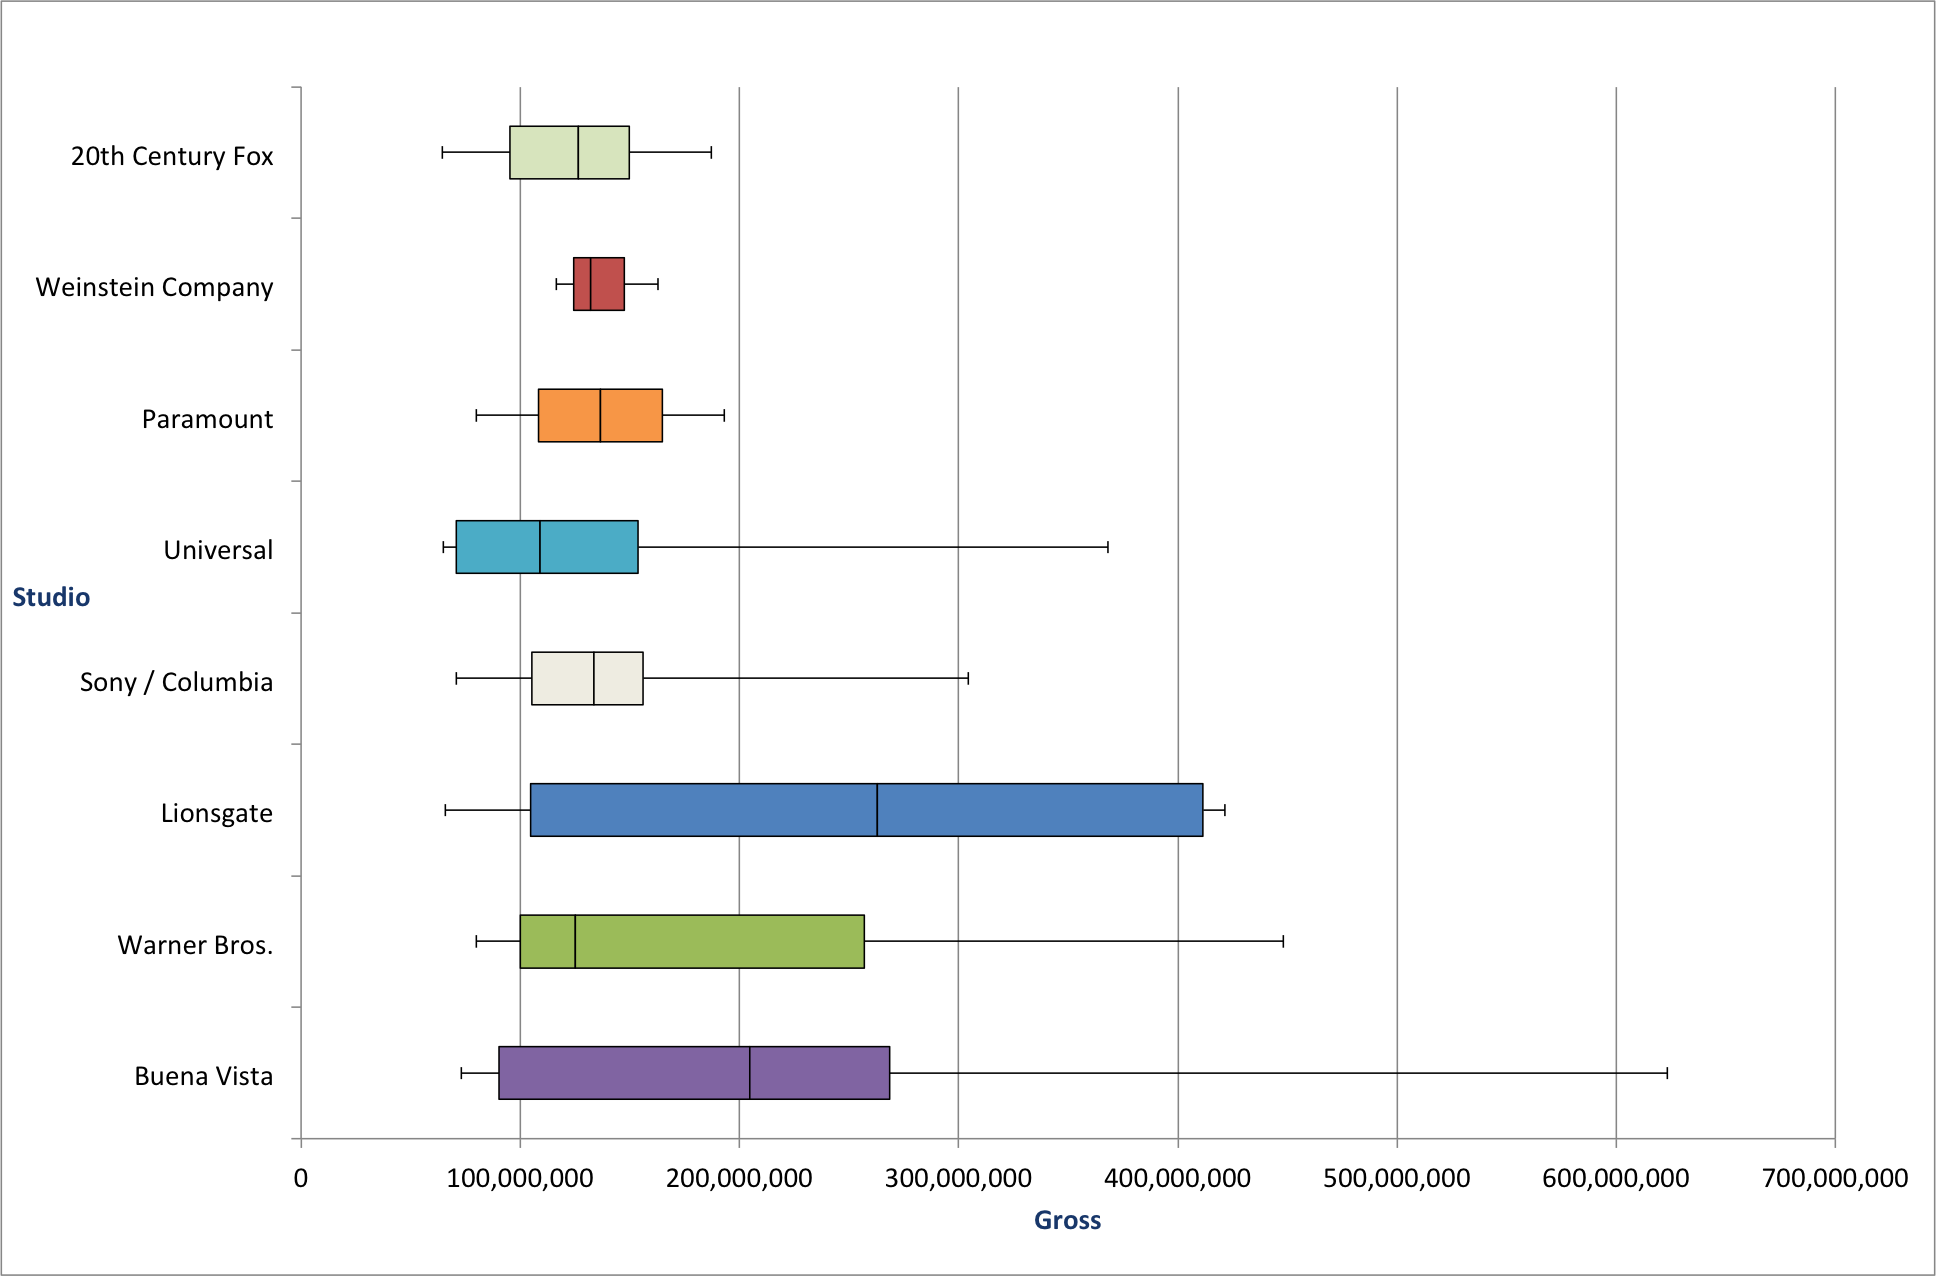 20th Century Fox
Weinstein Company
Paramount
Universal
Studio
Sony / Columbia
Lionsgate
Warner Bros.
Buena Vista
0 100,000,000 200,000,000 300,000,000 400,000,000 500,000,000 600,000,000 700,000,000
Gross